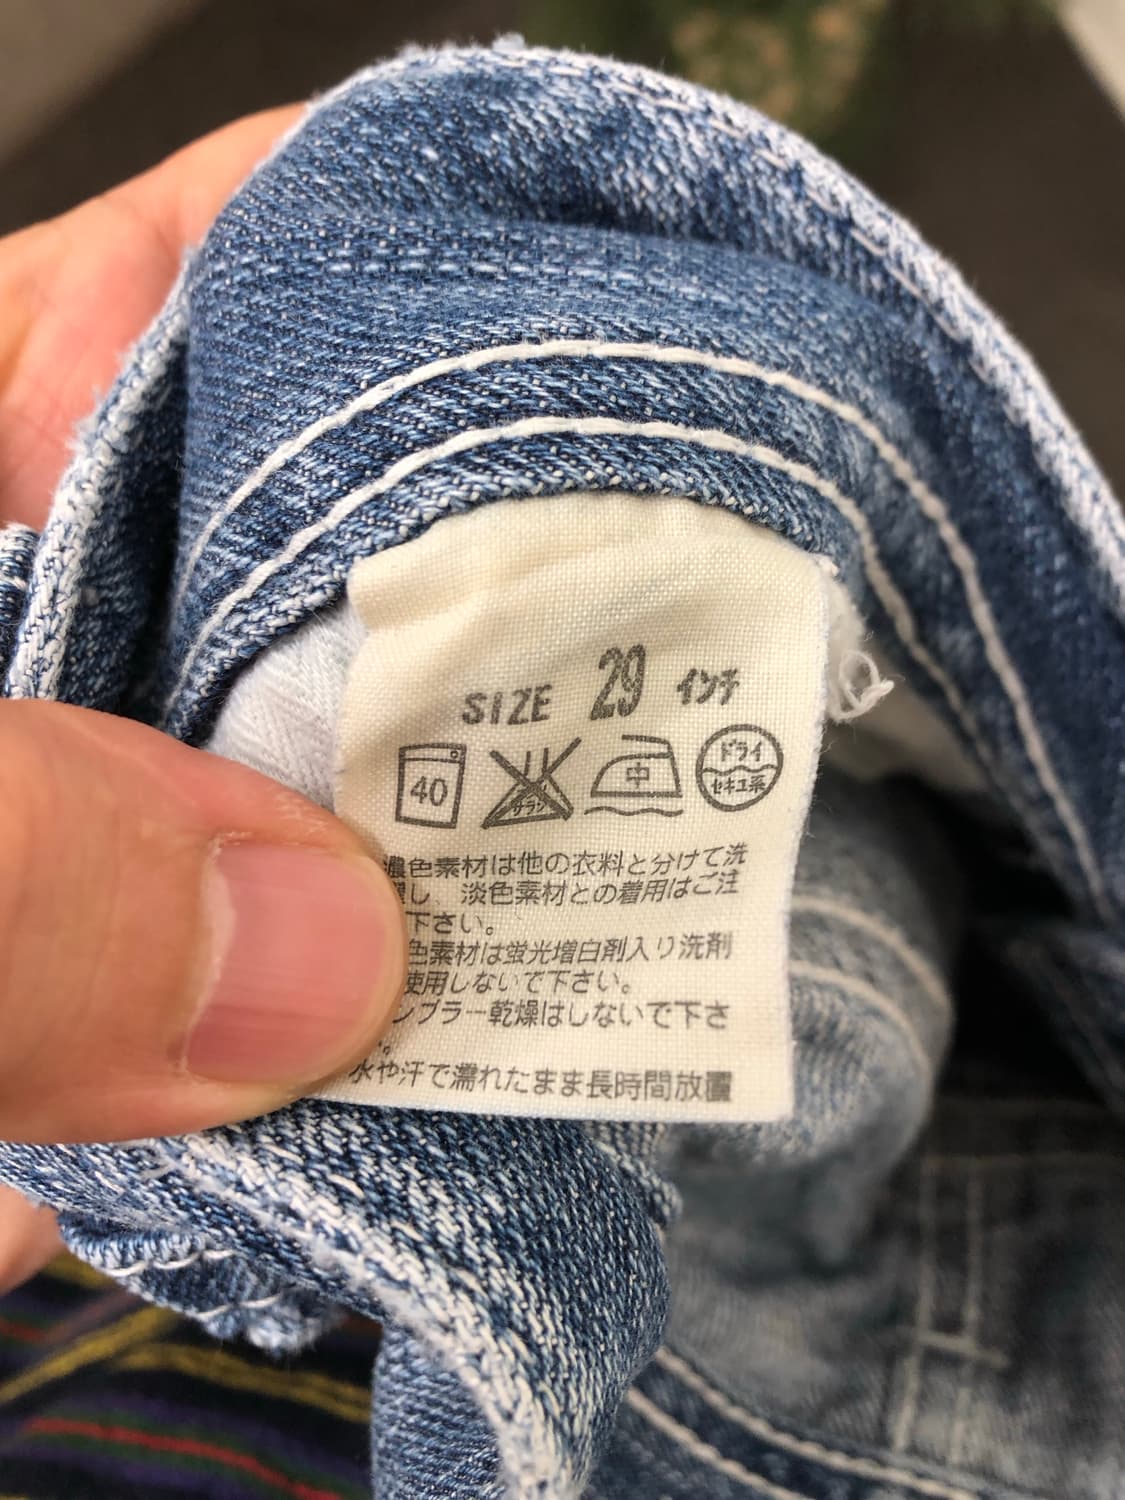 SIZE 29 インチ
40 サラシ 中 ドライ セキユ系
濃色素材は他の衣料と分けて洗
濯し、淡色素材との着用はご注
下さい。
色素材は蛍光増白剤入り洗剤
使用しないで下さい。
ンブラー乾燥はしないで下さ
。
水や汗で濡れたまま長時間放置